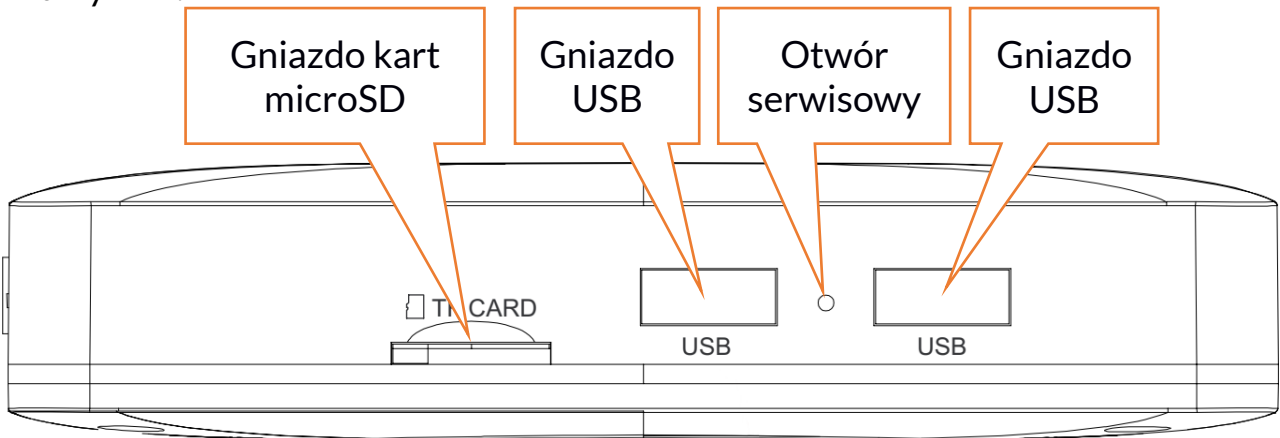 Gniazdo kart
microSD
Gniazdo
USB
Otwór
serwisowy
Gniazdo
USB
CARD
USB
USB